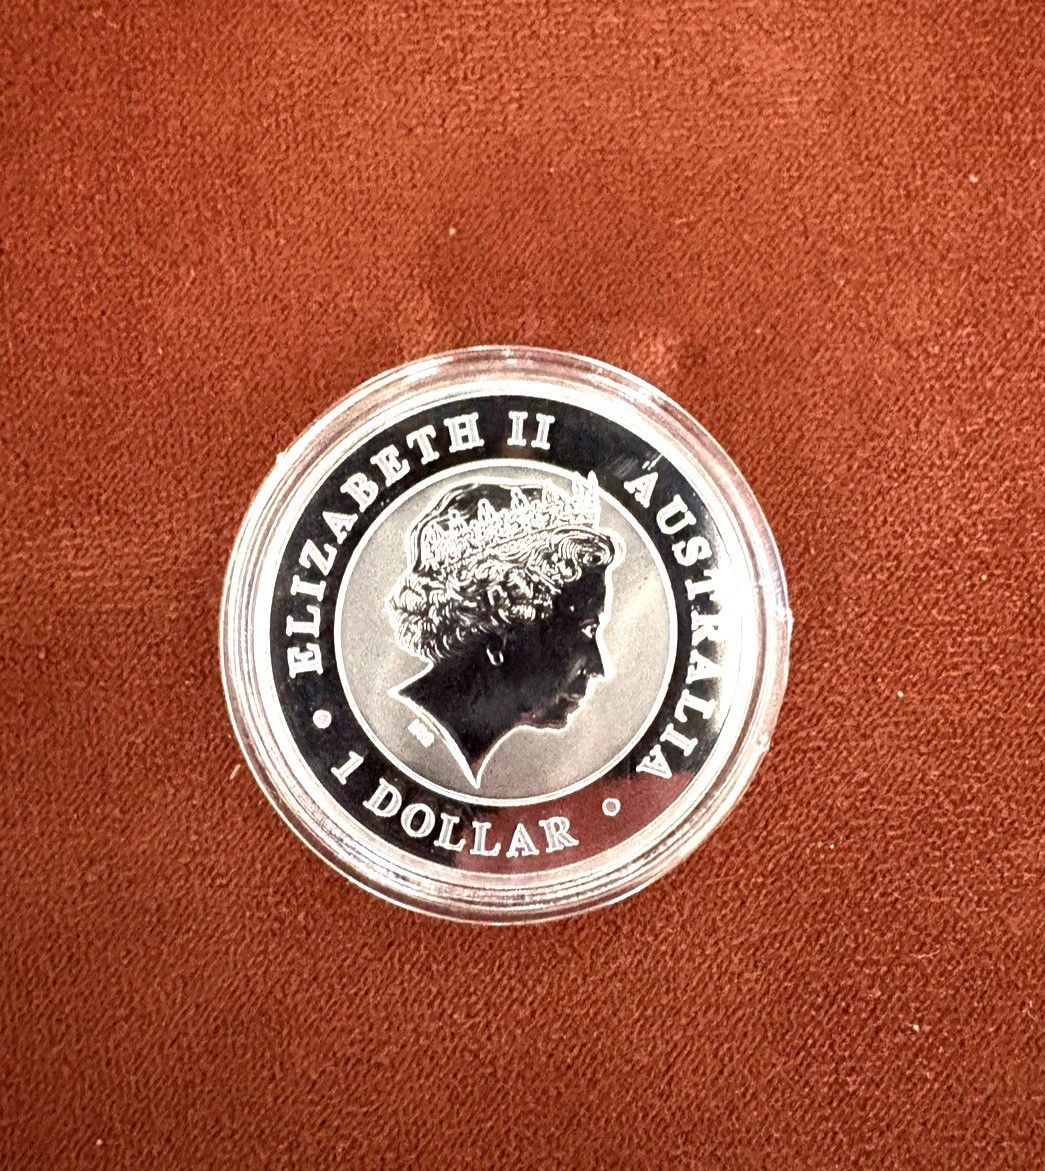 ELIZABETH II
AUSTRALIA
1 DOLLAR